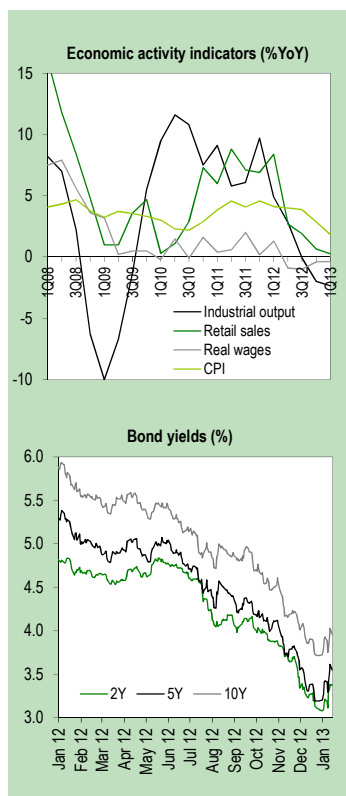 Economic activity indicators (%YoY)
15
10
5
0
-5
-10
1Q08
3Q08
1Q09
3Q09
1Q10
3Q10
1Q11
3Q11
1Q12
3Q12
1Q13
Industrial output
Retail sales
Real wages
CPI
Bond yields (%)
6.0
5.5
5.0
4.5
4.0
3.5
3.0
2Y 5Y 10Y
Jan 12
Feb 12
Mar 12
Apr 12
May 12
Jun 12
Jul 12
Aug 12
Sep 12
Oct 12
Nov 12
Dec 12
Jan 13